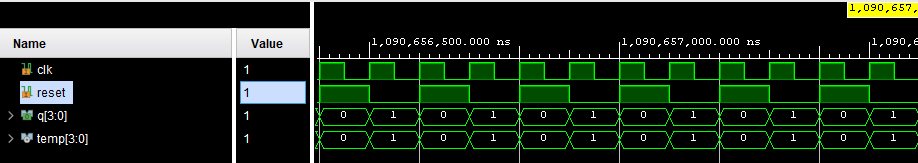 1,090,657,
Name Value 1,090,656,500.000 ns 1,090,657,000.000 ns 1,090,6
clk 1
reset 1
q[3:0] 1 0 1 0 1 0 1 0 1 0 1 0 1
temp[3:0] 1 0 1 0 1 0 1 0 1 0 1 0 1